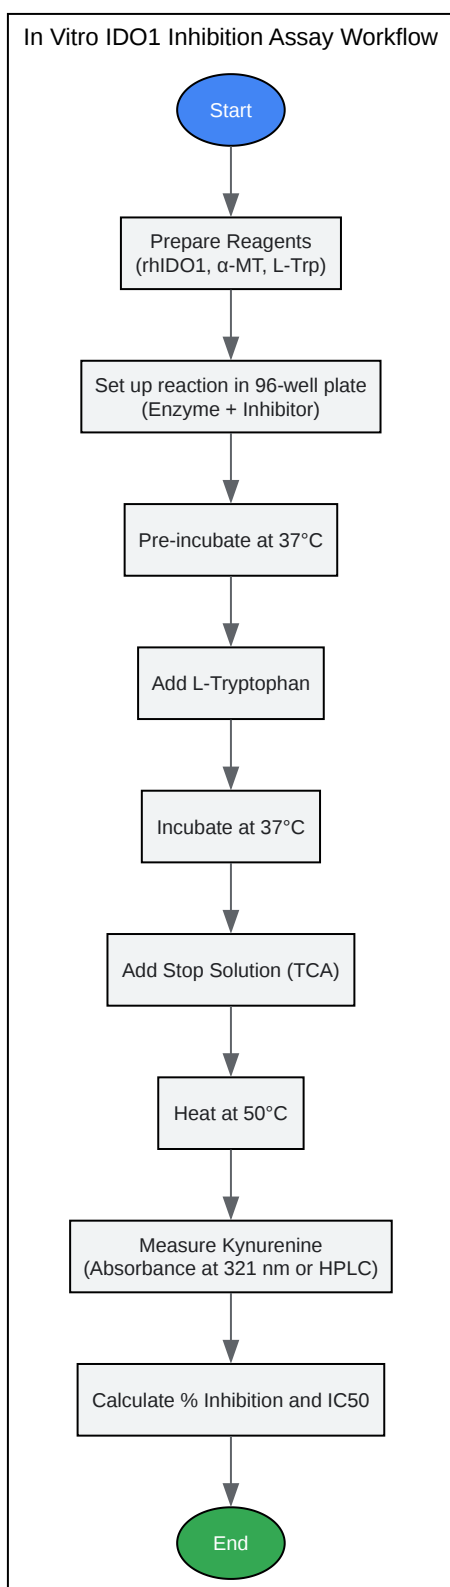 In Vitro IDO1 Inhibition Assay Workflow
Start
Prepare Reagents
(rhIDO1, α-MT, L-Trp)
Set up reaction in 96-well plate
(Enzyme + Inhibitor)
Pre-incubate at 37°C
Add L-Tryptophan
Incubate at 37°C
Add Stop Solution (TCA)
Heat at 50°C
Measure Kynurenine
(Absorbance at 321 nm or HPLC)
Calculate % Inhibition and IC50
End